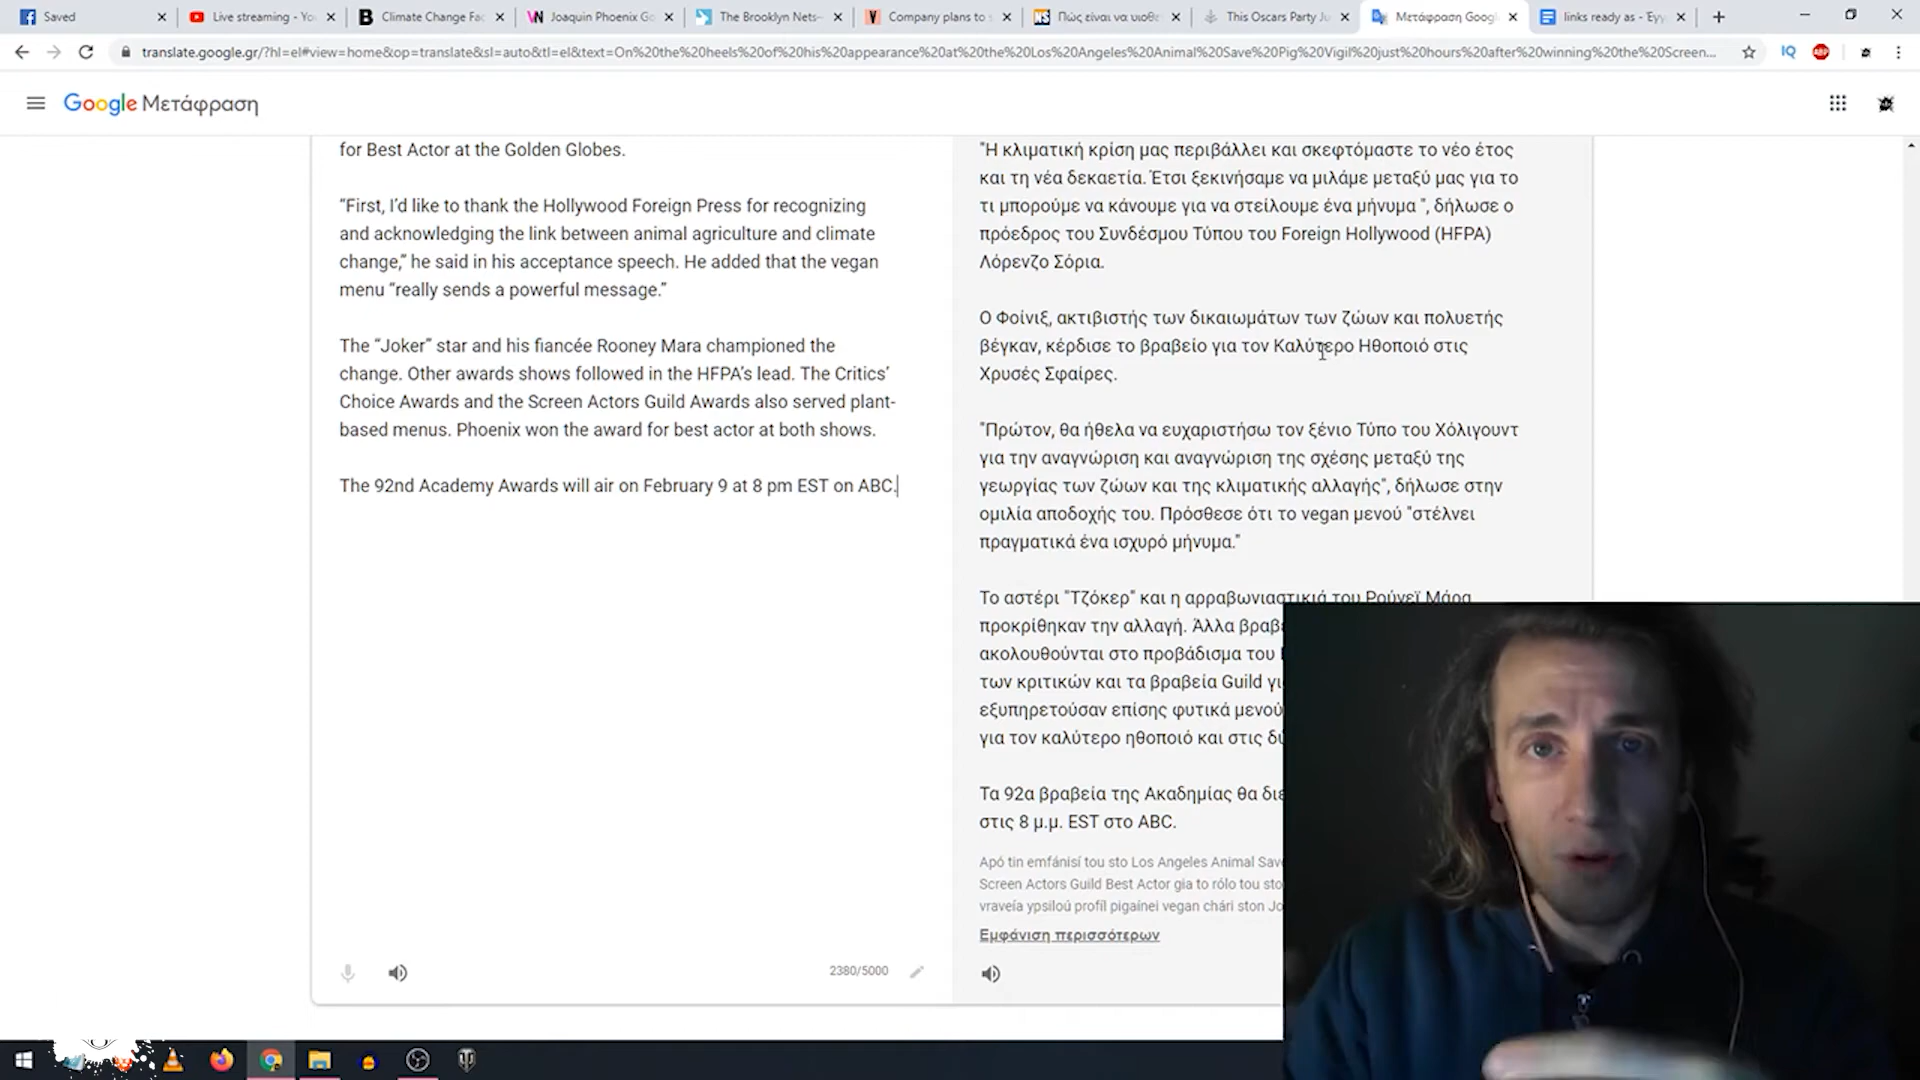 Saved
Live streaming - Yo
Climate Change Fac
Joaquin Phoenix Go
The Brooklyn Nets–
Company plans to s
Πώς είναι να υιοθε
This Oscars Party Ju
Μετάφραση Googl
links ready as - Έγγ
translate.google.gr/?hl=el#view=home&op=translate&sl=auto&tl=el&text=On%20the%20heels%20of%20his%20appearance%20at%20the%20Los%20Angeles%20Animal%20Save%20Pig%20Vigil%20just%20hours%20after%20winning%20the%20Screen...
IQ
ABP
Google Μετάφραση
for Best Actor at the Golden Globes.
“First, I’d like to thank the Hollywood Foreign Press for recognizing
and acknowledging the link between animal agriculture and climate
change,” he said in his acceptance speech. He added that the vegan
menu “really sends a powerful message.”
The “Joker” star and his fiancée Rooney Mara championed the
change. Other awards shows followed in the HFPA’s lead. The Critics’
Choice Awards and the Screen Actors Guild Awards also served plant-
based menus. Phoenix won the award for best actor at both shows.
The 92nd Academy Awards will air on February 9 at 8 pm EST on ABC.
2380/5000
"Η κλιματική κρίση μας περιβάλλει και σκεφτόμαστε το νέο έτος
και τη νέα δεκαετία. Έτσι ξεκινήσαμε να μιλάμε μεταξύ μας για το
τι μπορούμε να κάνουμε για να στείλουμε ένα μήνυμα ", δήλωσε ο
πρόεδρος του Συνδέσμου Τύπου του Foreign Hollywood (HFPA)
Λόρενζο Σόρια.
Ο Φοίνιξ, ακτιβιστής των δικαιωμάτων των ζώων και πολυετής
βέγκαν, κέρδισε το βραβείο για τον Καλύτερο Ηθοποιό στις
Χρυσές Σφαίρες.
"Πρώτον, θα ήθελα να ευχαριστήσω τον ξένιο Τύπο του Χόλιγουντ
για την αναγνώριση και αναγνώριση της σχέσης μεταξύ της
γεωργίας των ζώων και της κλιματικής αλλαγής", δήλωσε στην
ομιλία αποδοχής του. Πρόσθεσε ότι το vegan μενού "στέλνει
πραγματικά ένα ισχυρό μήνυμα."
Το αστέρι "Τζόκερ" και η αρραβωνιαστικιά του Ρούνεϊ Μάρα
προκρίθηκαν την αλλαγή. Άλλα βραβε
ακολουθούνται στο προβάδισμα του
των κριτικών και τα βραβεία Guild γι
εξυπηρετούσαν επίσης φυτικά μενού
για τον καλύτερο ηθοποιό και στις δύ
Τα 92α βραβεία της Ακαδημίας θα διε
στις 8 μ.μ. EST στο ABC.
Apó tin emfánisí tou sto Los Angeles Animal Save
Screen Actors Guild Best Actor gia to rólo tou sto
vraveía ypsiloú profíl pigaínei vegan chári ston Jo
Εμφάνιση περισσότερων